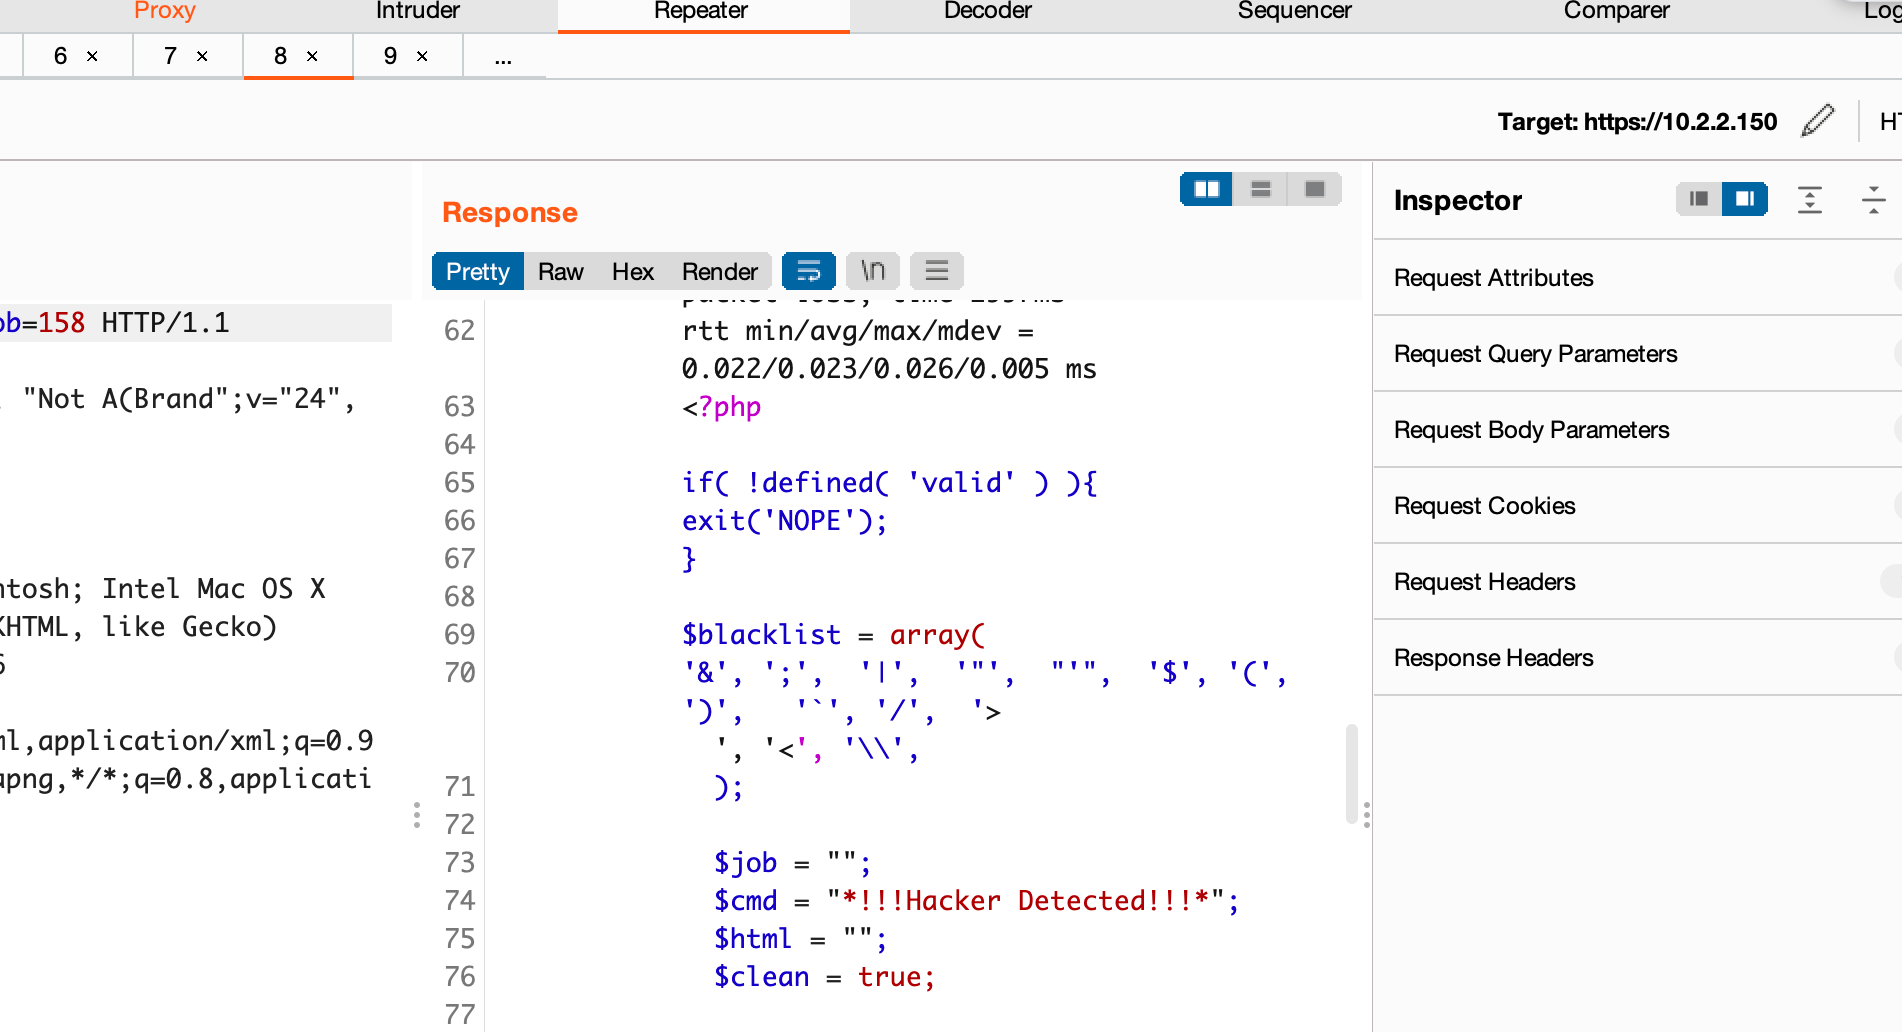 Proxy Intruder Repeater Decoder Sequencer Comparer Log
6 × 7 × 8 × 9 × ...
Target: https://10.2.2.150 HT
Response
Inspector
Pretty Raw Hex Render \n
Request Attributes
Request Query Parameters
Request Body Parameters
Request Cookies
Request Headers
Response Headers
ob=158 HTTP/1.1
"Not A(Brand";v="24",
ntosh; Intel Mac OS X
KHTML, like Gecko)
6
ml,application/xml;q=0.9
apng,*/*;q=0.8,applicati
62 rtt min/avg/max/mdev =
0.022/0.023/0.026/0.005 ms
63 <?php
64
65 if( !defined( 'valid' ) ){
66 exit('NOPE');
67 }
68
69 $blacklist = array(
70 '&', ';', '|', '"', "'", '$', '(',
')', '`', '/', '>
', '<', '\\',
71 );
72
73 $job = "";
74 $cmd = "*!!!Hacker Detected!!!*";
75 $html = "";
76 $clean = true;
77